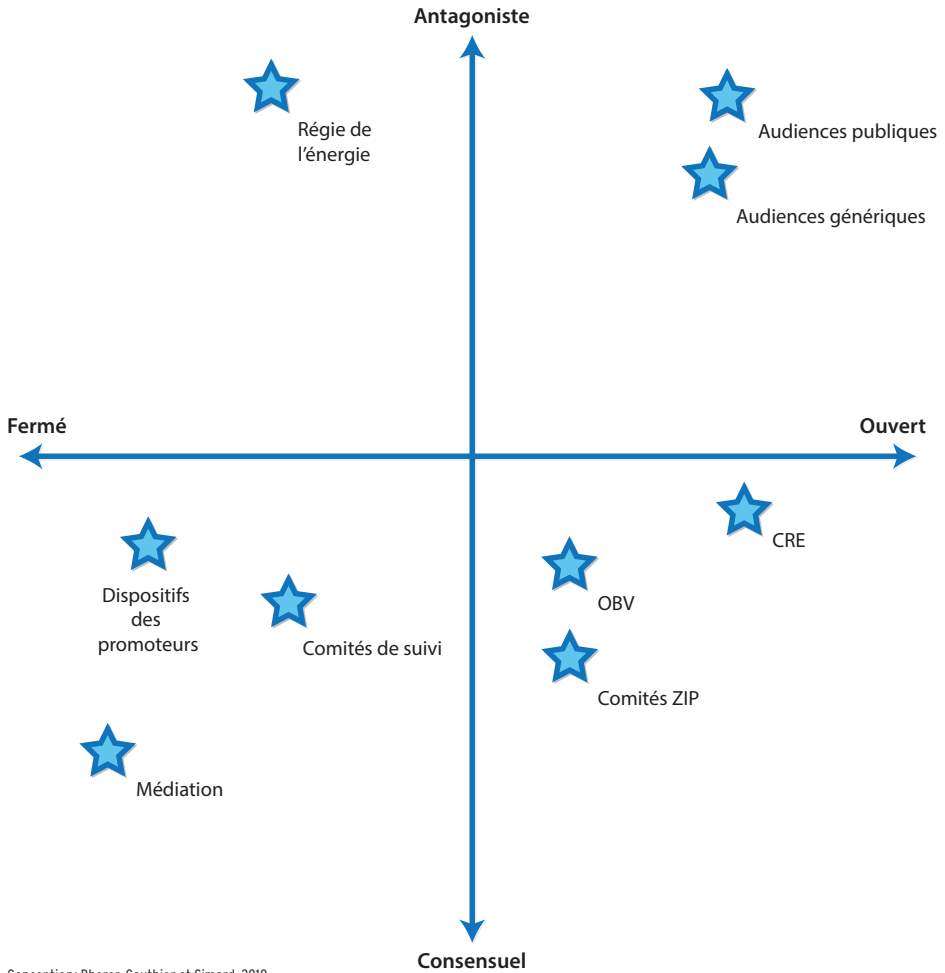 Antagoniste
Régie de
l'énergie
Audiences publiques
Audiences génériques
Fermé
Ouvert
CRE
Dispositifs
des
promoteurs
OBV
Comités de suivi
Comités ZIP
Médiation
Consensuel